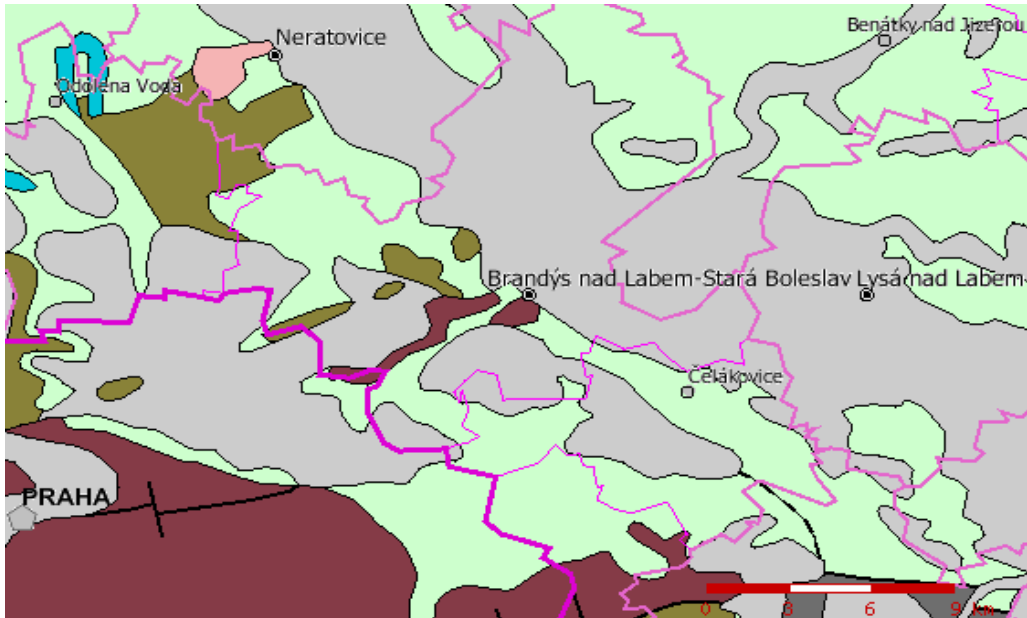 Benátky nad Jizerou
Neratovice
Odolena Voda
Brandýs nad Labem-Stará Boleslav Lysá nad Labem
Čelákovice
PRAHA
0 3 6 9 km